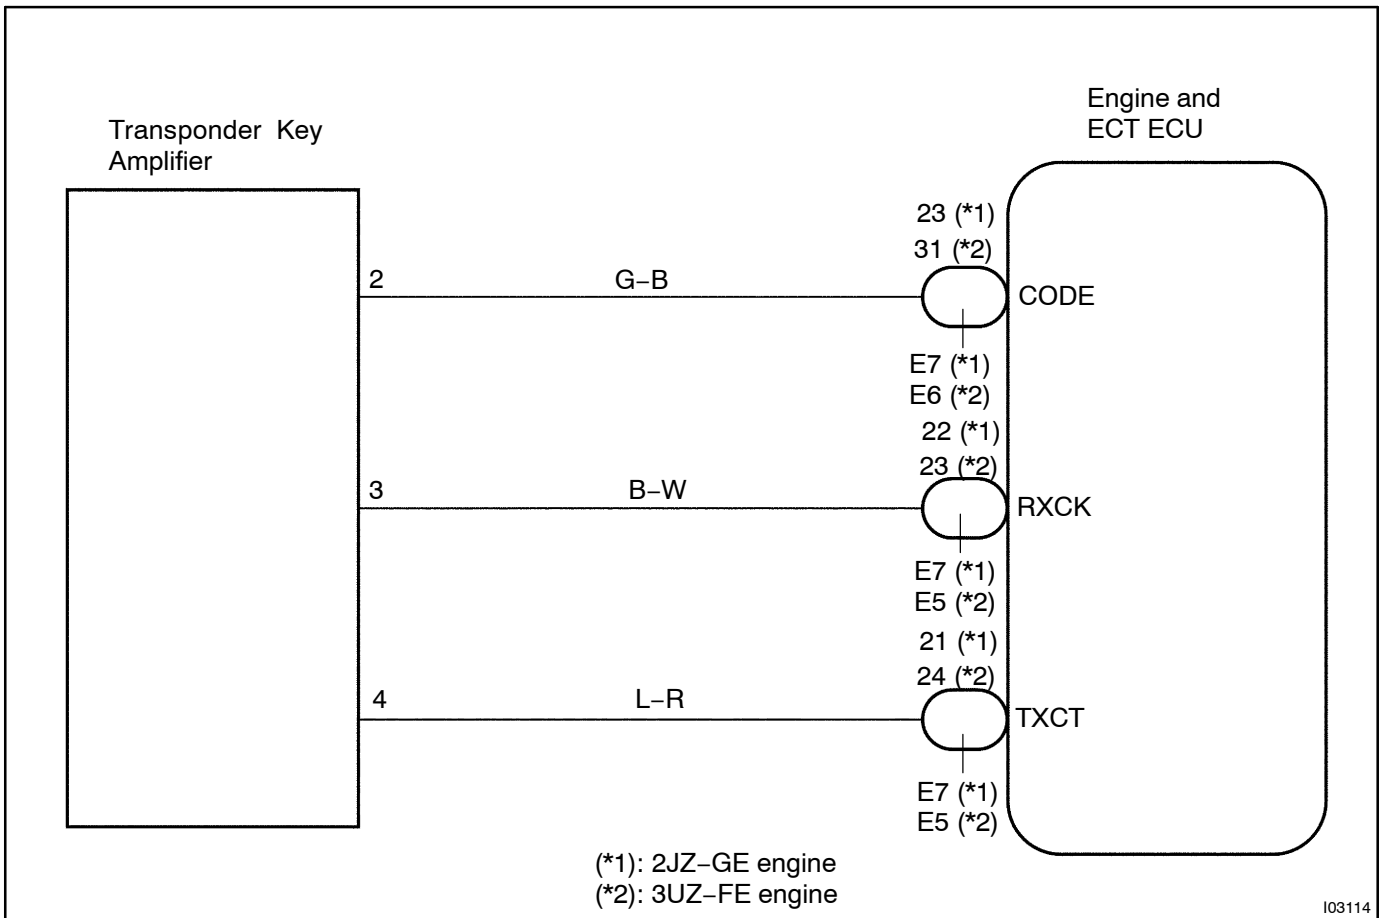 Engine and
ECT ECU
Transponder Key
Amplifier
23 (*1)
31 (*2)
2
G–B
CODE
E7 (*1)
E6 (*2)
22 (*1)
23 (*2)
3
B–W
RXCK
E7 (*1)
E5 (*2)
21 (*1)
24 (*2)
4
L–R
TXCT
E7 (*1)
E5 (*2)
(*1): 2JZ–GE engine
(*2): 3UZ–FE engine
I03114